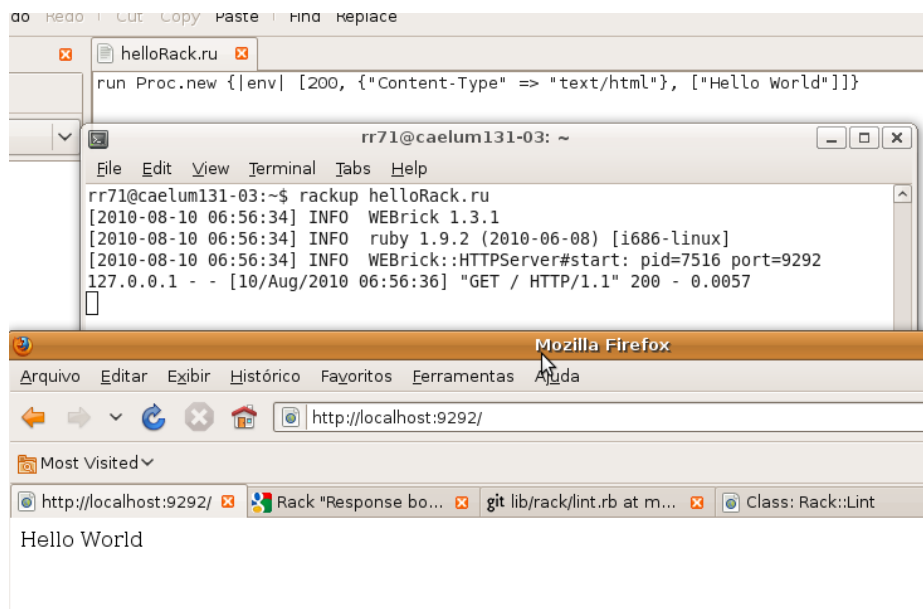 do Redo Cut Copy Paste Find Replace
helloRack.ru
run Proc.new {|env| [200, {"Content-Type" => "text/html"}, ["Hello World"]]}
rr71@caelum131-03: ~
File Edit View Terminal Tabs Help
rr71@caelum131-03:~$ rackup helloRack.ru
[2010-08-10 06:56:34] INFO  WEBrick 1.3.1
[2010-08-10 06:56:34] INFO  ruby 1.9.2 (2010-06-08) [i686-linux]
[2010-08-10 06:56:34] INFO  WEBrick::HTTPServer#start: pid=7516 port=9292
127.0.0.1 - - [10/Aug/2010 06:56:36] "GET / HTTP/1.1" 200 - 0.0057
Mozilla Firefox
Arquivo Editar Exibir Histórico Favoritos Ferramentas Ajuda
http://localhost:9292/
Most Visited
http://localhost:9292/ Rack "Response bo... git lib/rack/lint.rb at m... Class: Rack::Lint
Hello World